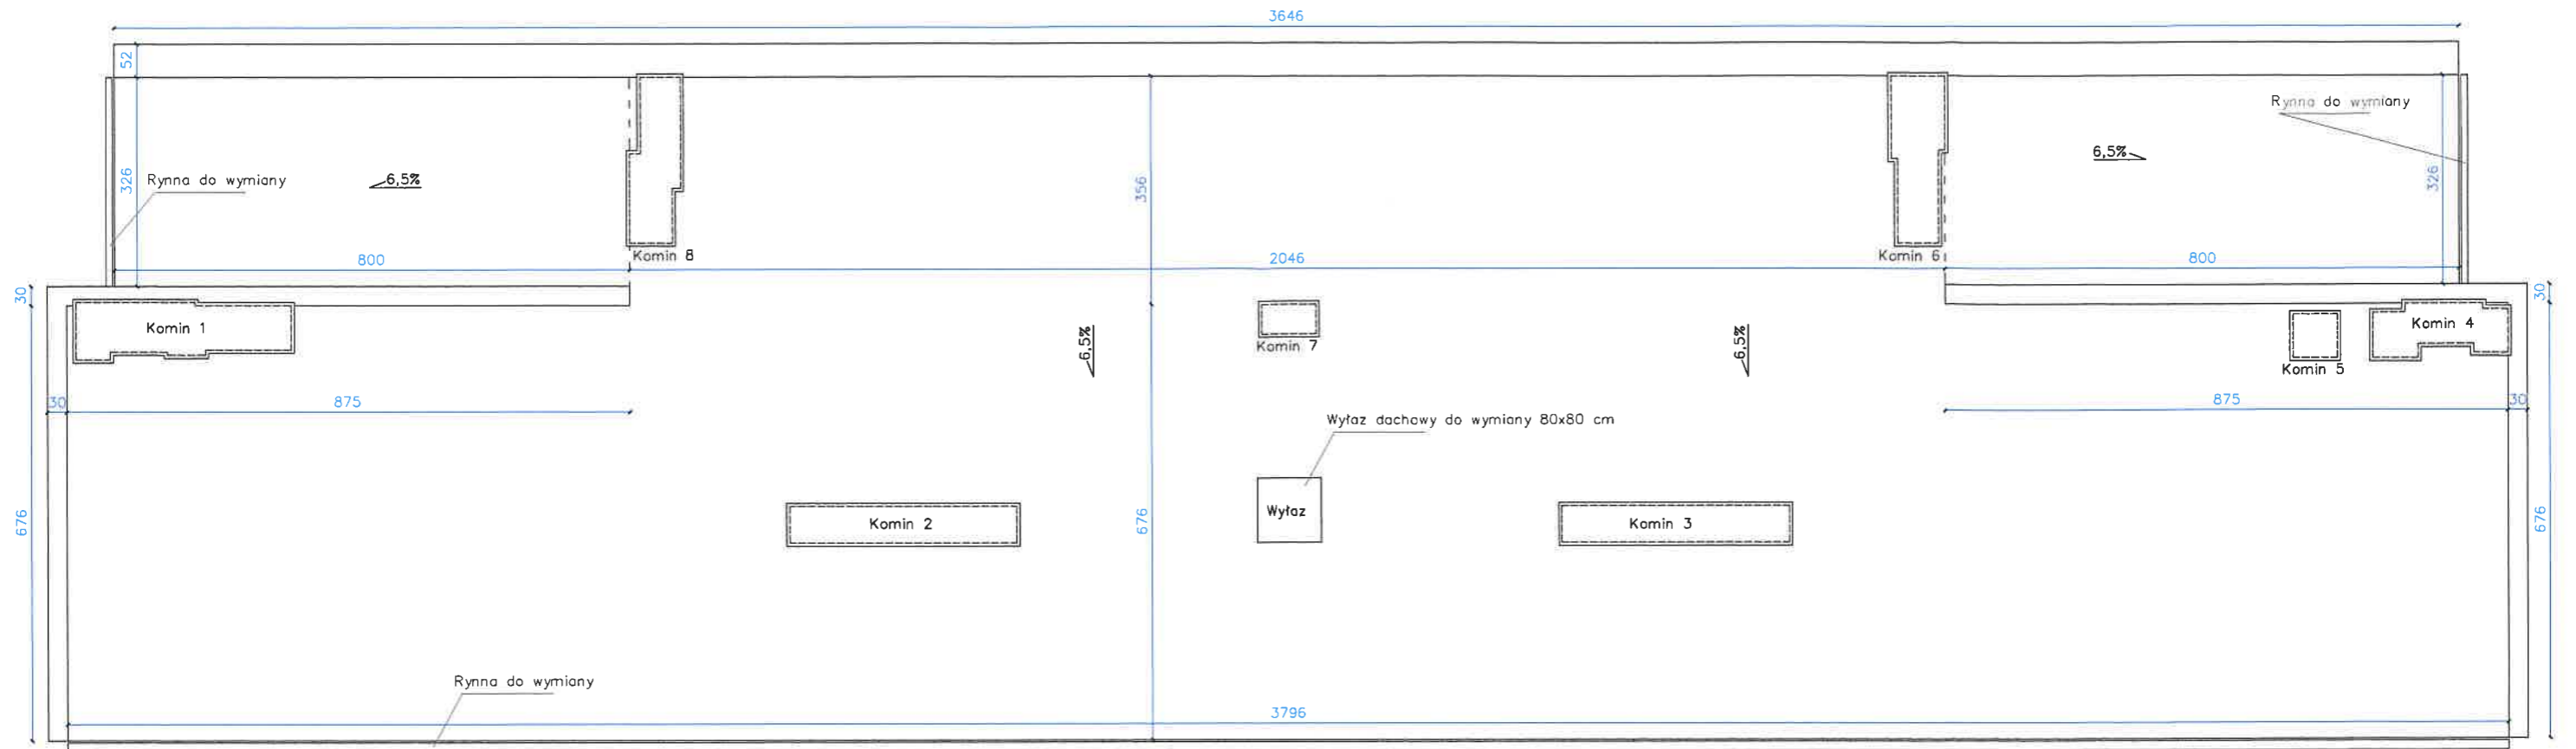 3646
52
Rynna do wymiany
6,5%
326
Rynna do wymiany
6,5%
356
326
Komin 8
Komin 6
800
2046
800
30
30
Komin 1
6,5%
Komin 7
6,5%
Komin 4
Komin 5
30
875
875
30
Wyłaz dachowy do wymiany 80x80 cm
676
Komin 2
676
Wyłaz
Komin 3
676
Rynna do wymiany
3796